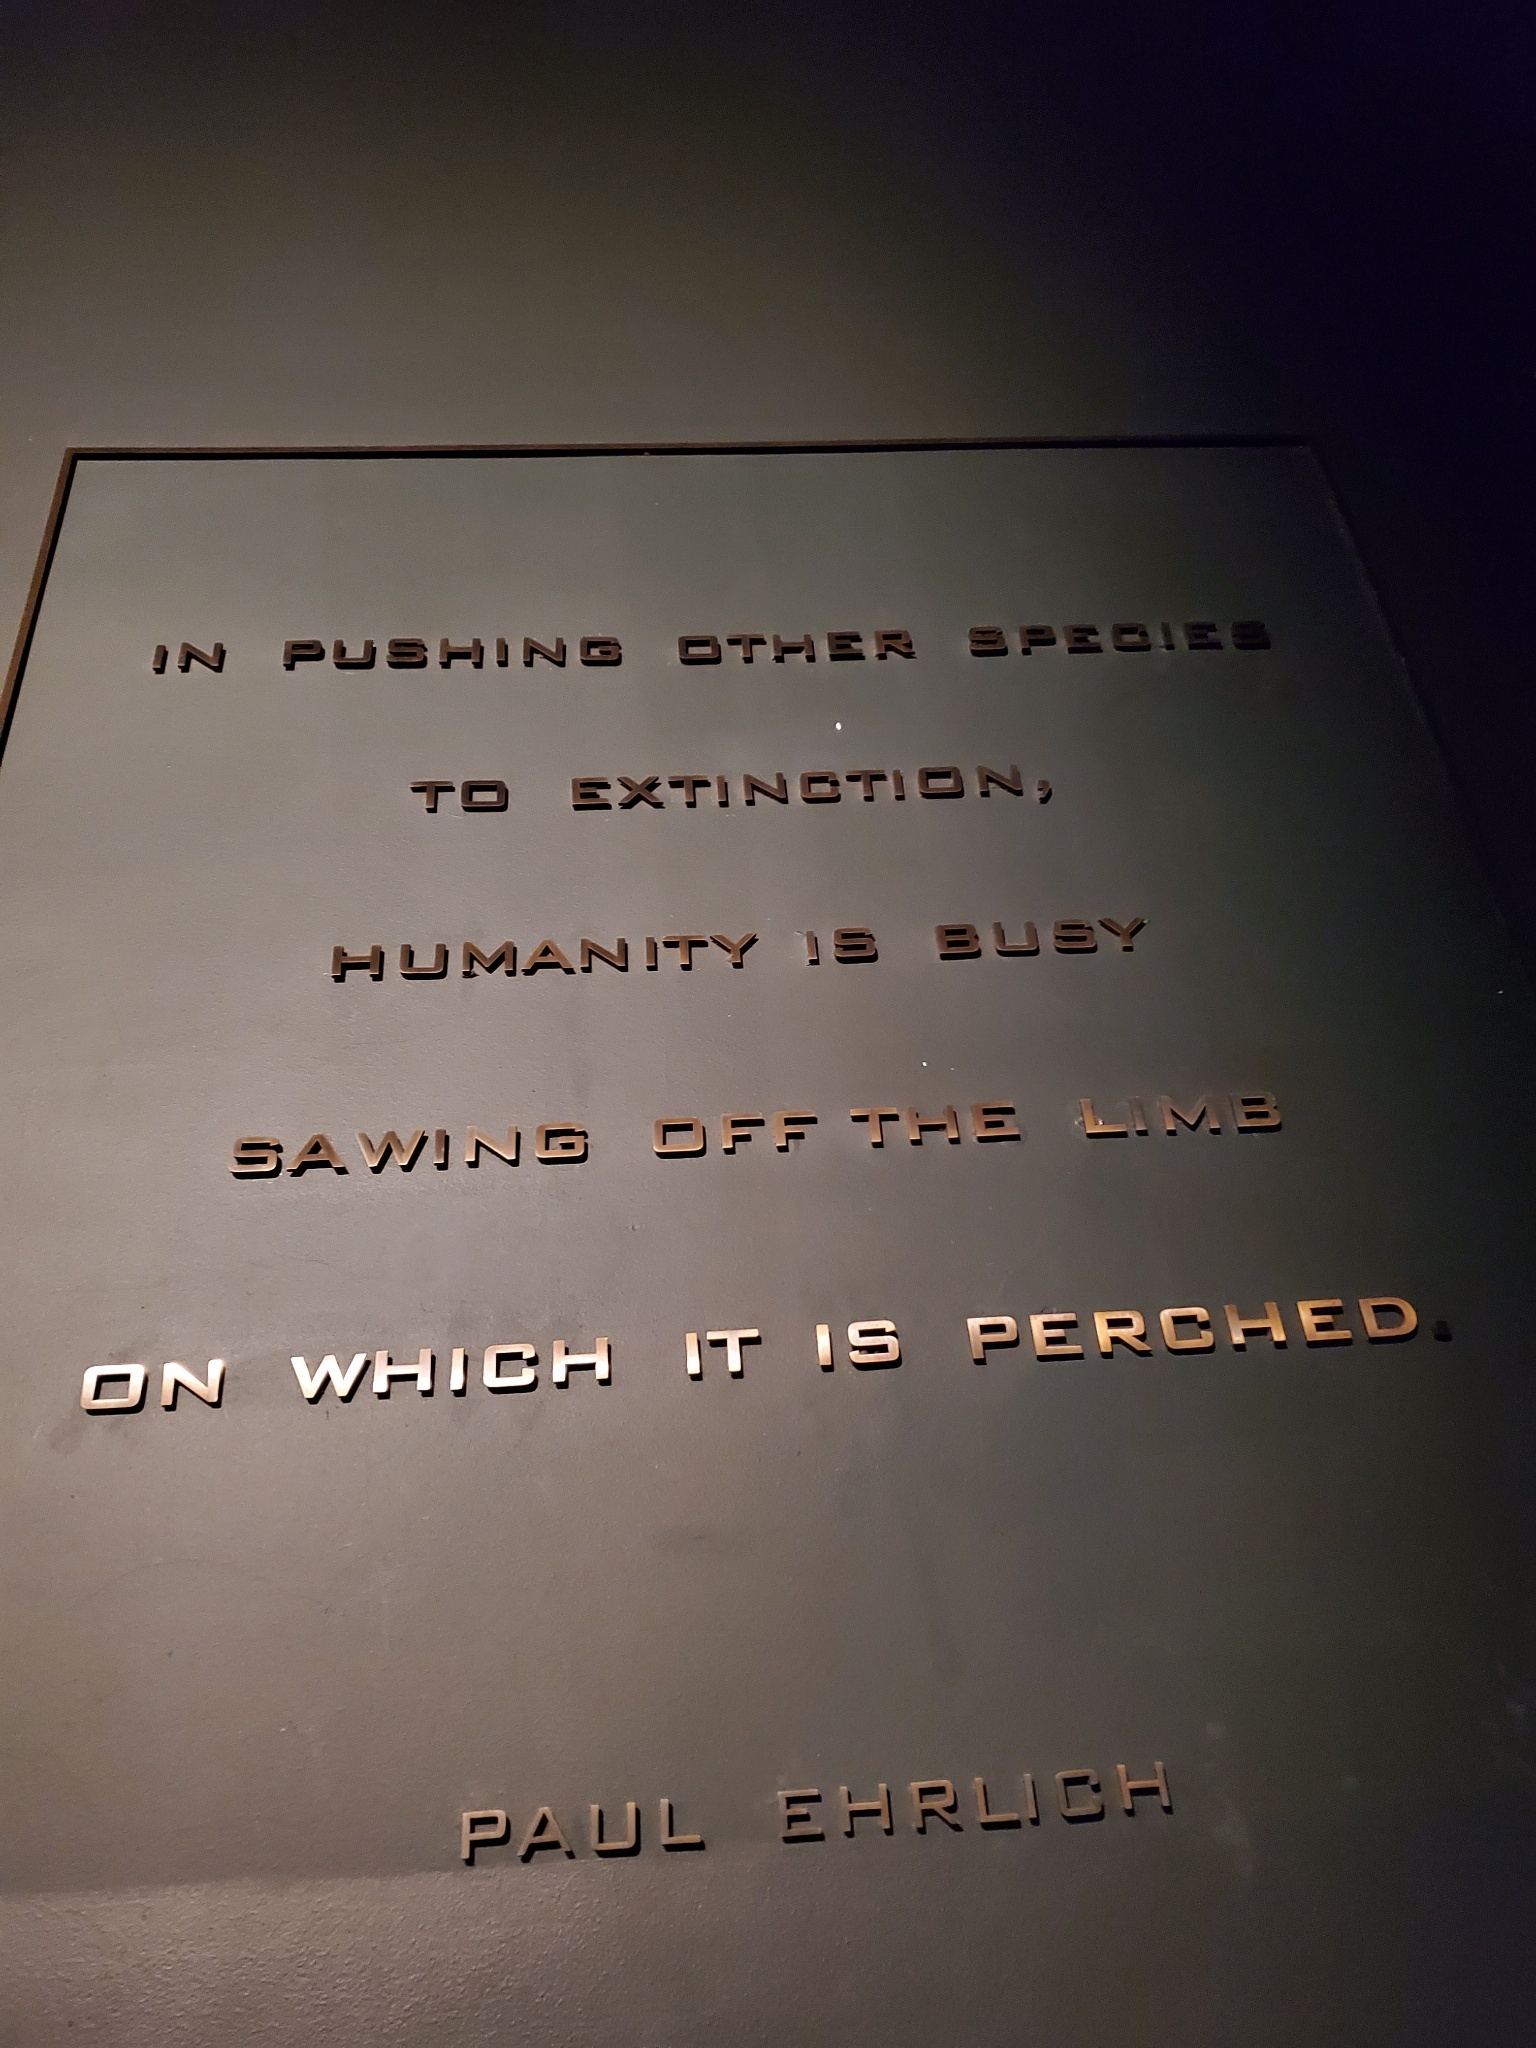 IN PUSHING OTHER SPECIES
TO EXTINCTION,
HUMANITY IS BUSY
SAWING OFF THE LIMB
ON WHICH IT IS PERCHED.
PAUL EHRLICH